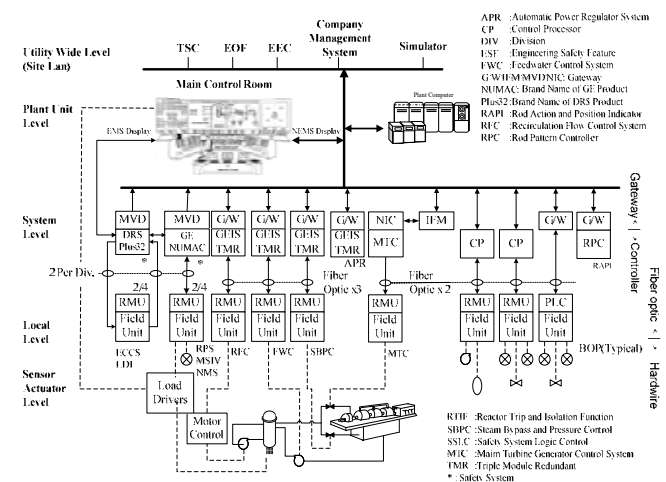 Utility Wide Level
(Site Lan)
TSC
EOF
EEC
Company
Management
System
Simulator
APR :Automatic Power Regulator System
CP :Control Processor
DIV :Division
ESF :Engineering Safety Feature
FWC :Feedwater Control System
G/WIFM/MVD/NIC: Gateway
NUMAC: Brand Name of GE Product
Plus32:Brand Name of DRS Product
RAPI :Rod Action and Position Indicator
RFC :Recirculation Flow Control System
RPC :Rod Pattern Controller
Plant Unit
Level
Main Control Room
Plant Computer
EMS Display
NEMS Display
System
Level
MVD
DRS
Plus32
*
MVD
GE
NUMAC
*
G/W
GEIS
TMR
G/W
GEIS
TMR
G/W
GEIS
TMR
G/W
GEIS
TMR
APR
NIC
MTC
IFM
CP
CP
G/W
G/W
RPC
RAPI
Gateway
Controller
Fiber optic
Hardwire
2 Per Div.
2/4
2/4
Fiber
Optic x3
Fiber
Optic x 2
Local
Level
RMU
Field
Unit
RMU
Field
Unit
RMU
Field
Unit
RMU
Field
Unit
RMU
Field
Unit
RMU
Field
Unit
RMU
Field
Unit
RMU
Field
Unit
PLC
Field
Unit
ECCS
LDI
RPS
MSIV
NMS
RFC
FWC
SBPC
MTC
BOP(Typical)
Sensor
Actuator
Level
Load
Drivers
Motor
Control
RTIF :Reactor Trip and Isolation Function
SBPC :Steam Bypass and Pressure Control
SSLC :Safety System Logic Control
MTC :Maim Turbine Generator Control System
TMR :Triple Module Redundant
* : Safety System